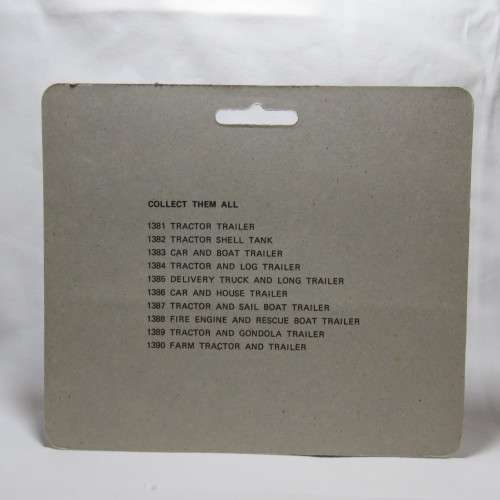 COLLECT THEM ALL
1381 TRACTOR TRAILER
1382 TRACTOR SHELL TANK
1383 CAR AND BOAT TRAILER
1384 TRACTOR AND LOG TRAILER
1385 DELIVERY TRUCK AND LONG TRAILER
1386 CAR AND HOUSE TRAILER
1387 TRACTOR AND SAIL BOAT TRAILER
1388 FIRE ENGINE AND RESCUE BOAT TRAILER
1389 TRACTOR AND GONDOLA TRAILER
1390 FARM TRACTOR AND TRAILER